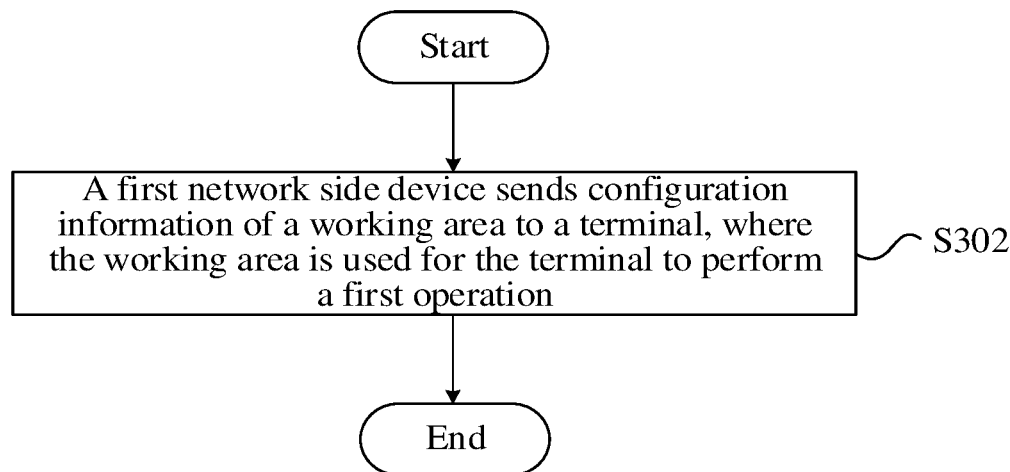 Start
A first network side device sends configuration
information of a working area to a terminal, where
the working area is used for the terminal to perform
a first operation
S302
End